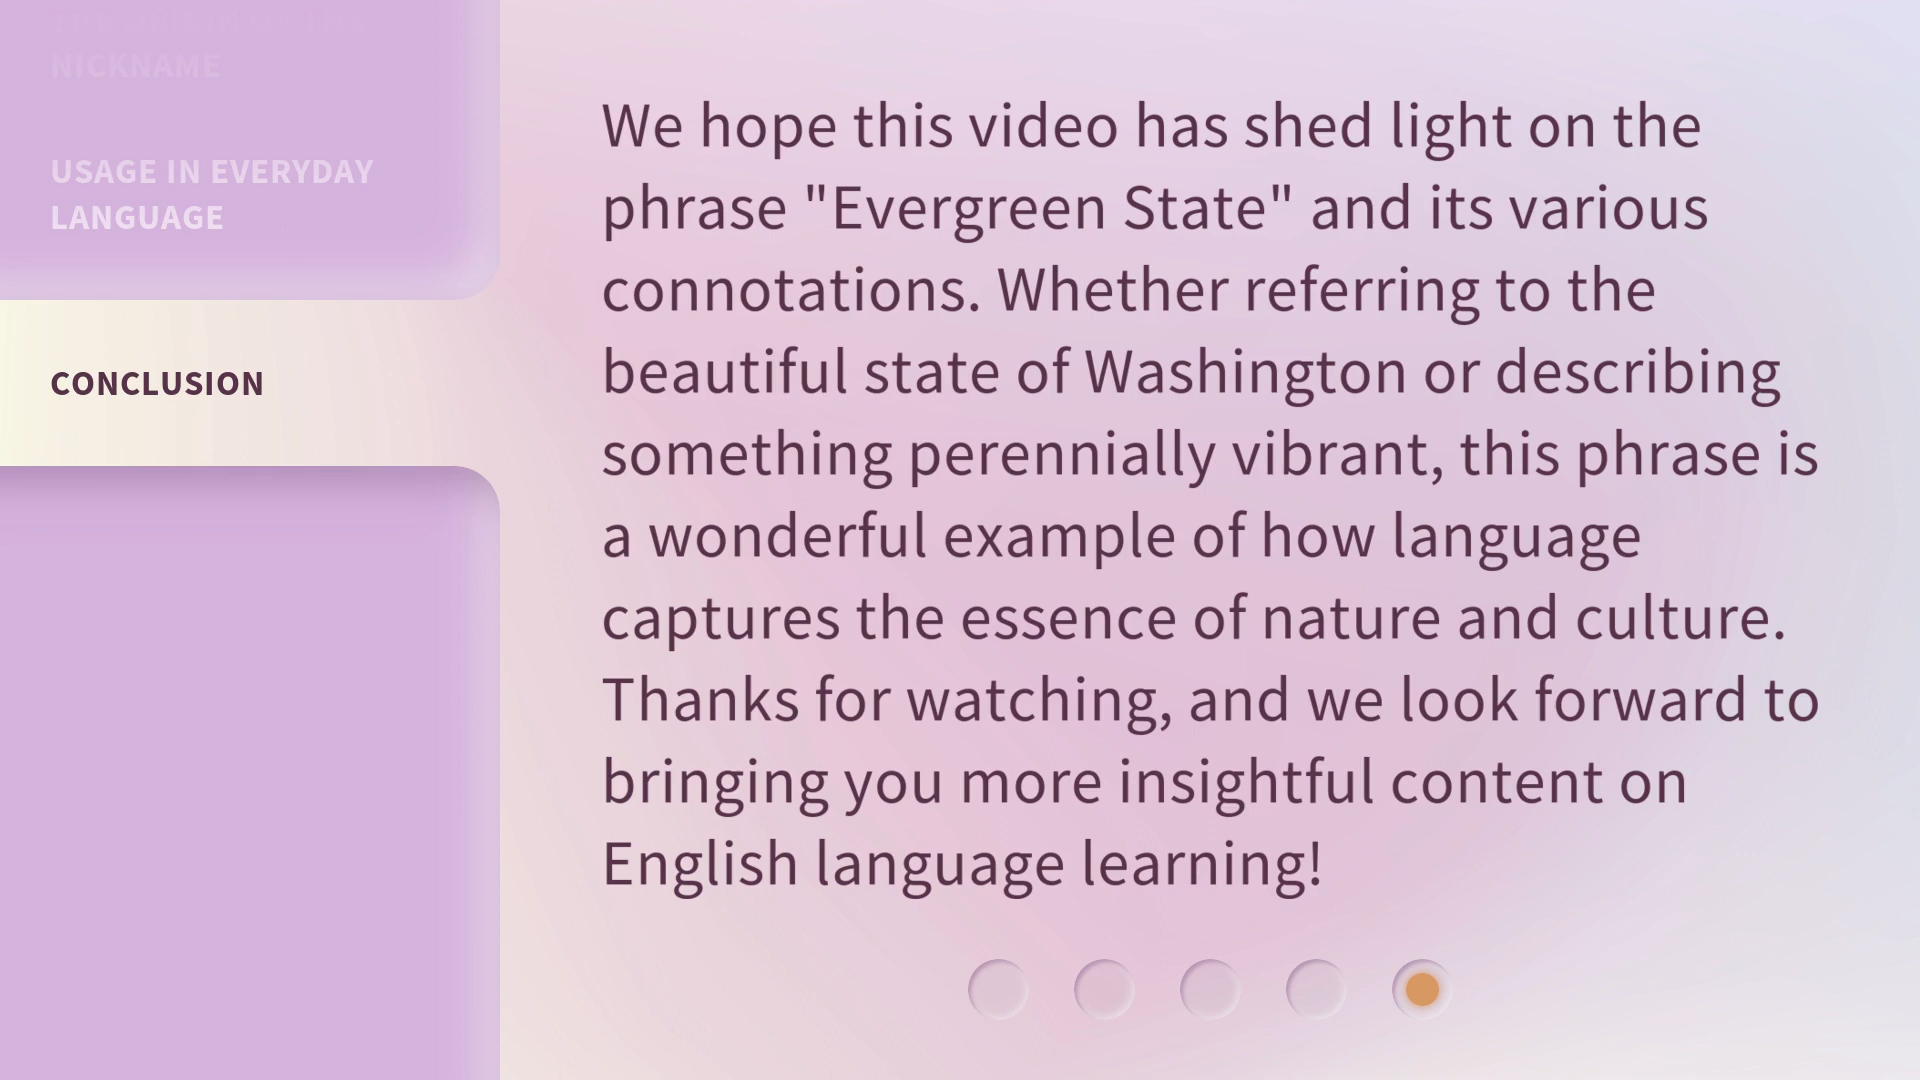 NICKNAME
USAGE IN EVERYDAY
LANGUAGE
CONCLUSION
We hope this video has shed light on the
phrase "Evergreen State" and its various
connotations. Whether referring to the
beautiful state of Washington or describing
something perennially vibrant, this phrase is
a wonderful example of how language
captures the essence of nature and culture.
Thanks for watching, and we look forward to
bringing you more insightful content on
English language learning!